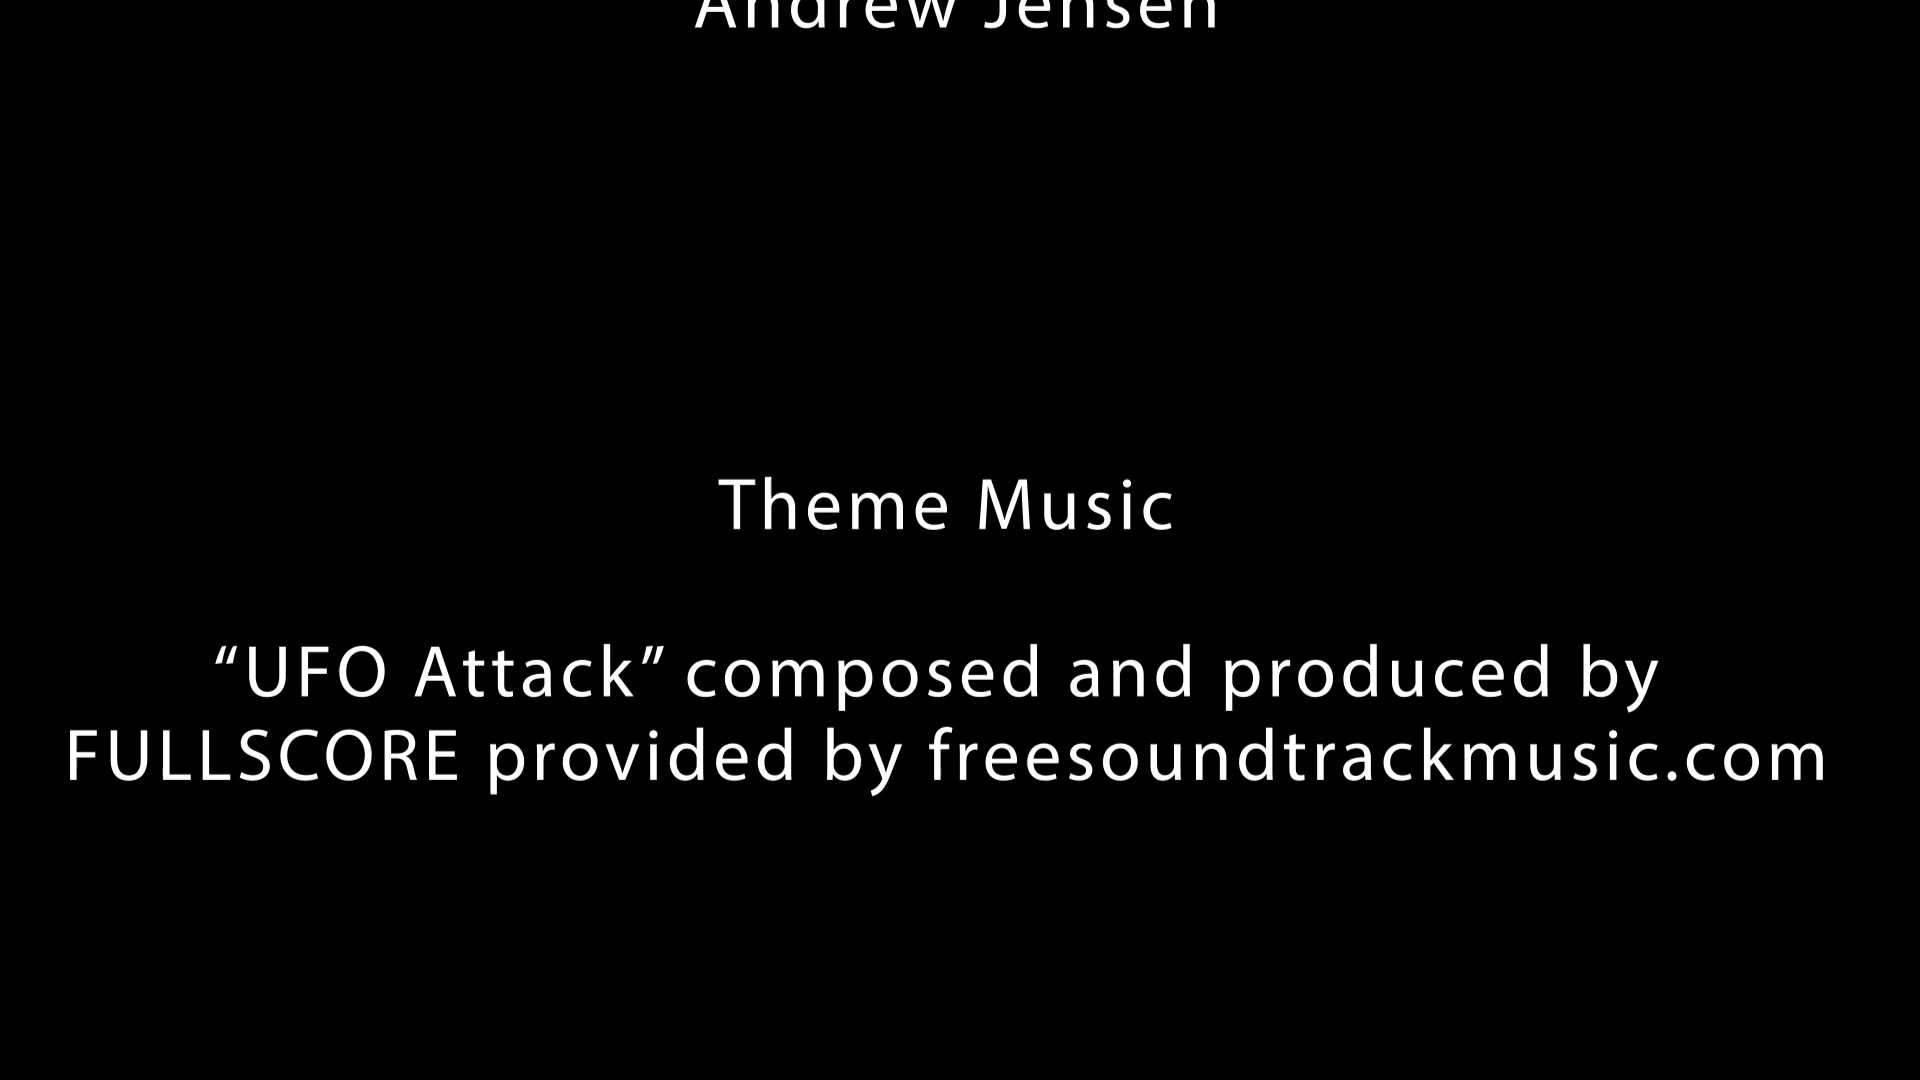 Andrew Jensen
Theme Music
“UFO Attack” composed and produced by
FULLSCORE provided by freesoundtrackmusic.com